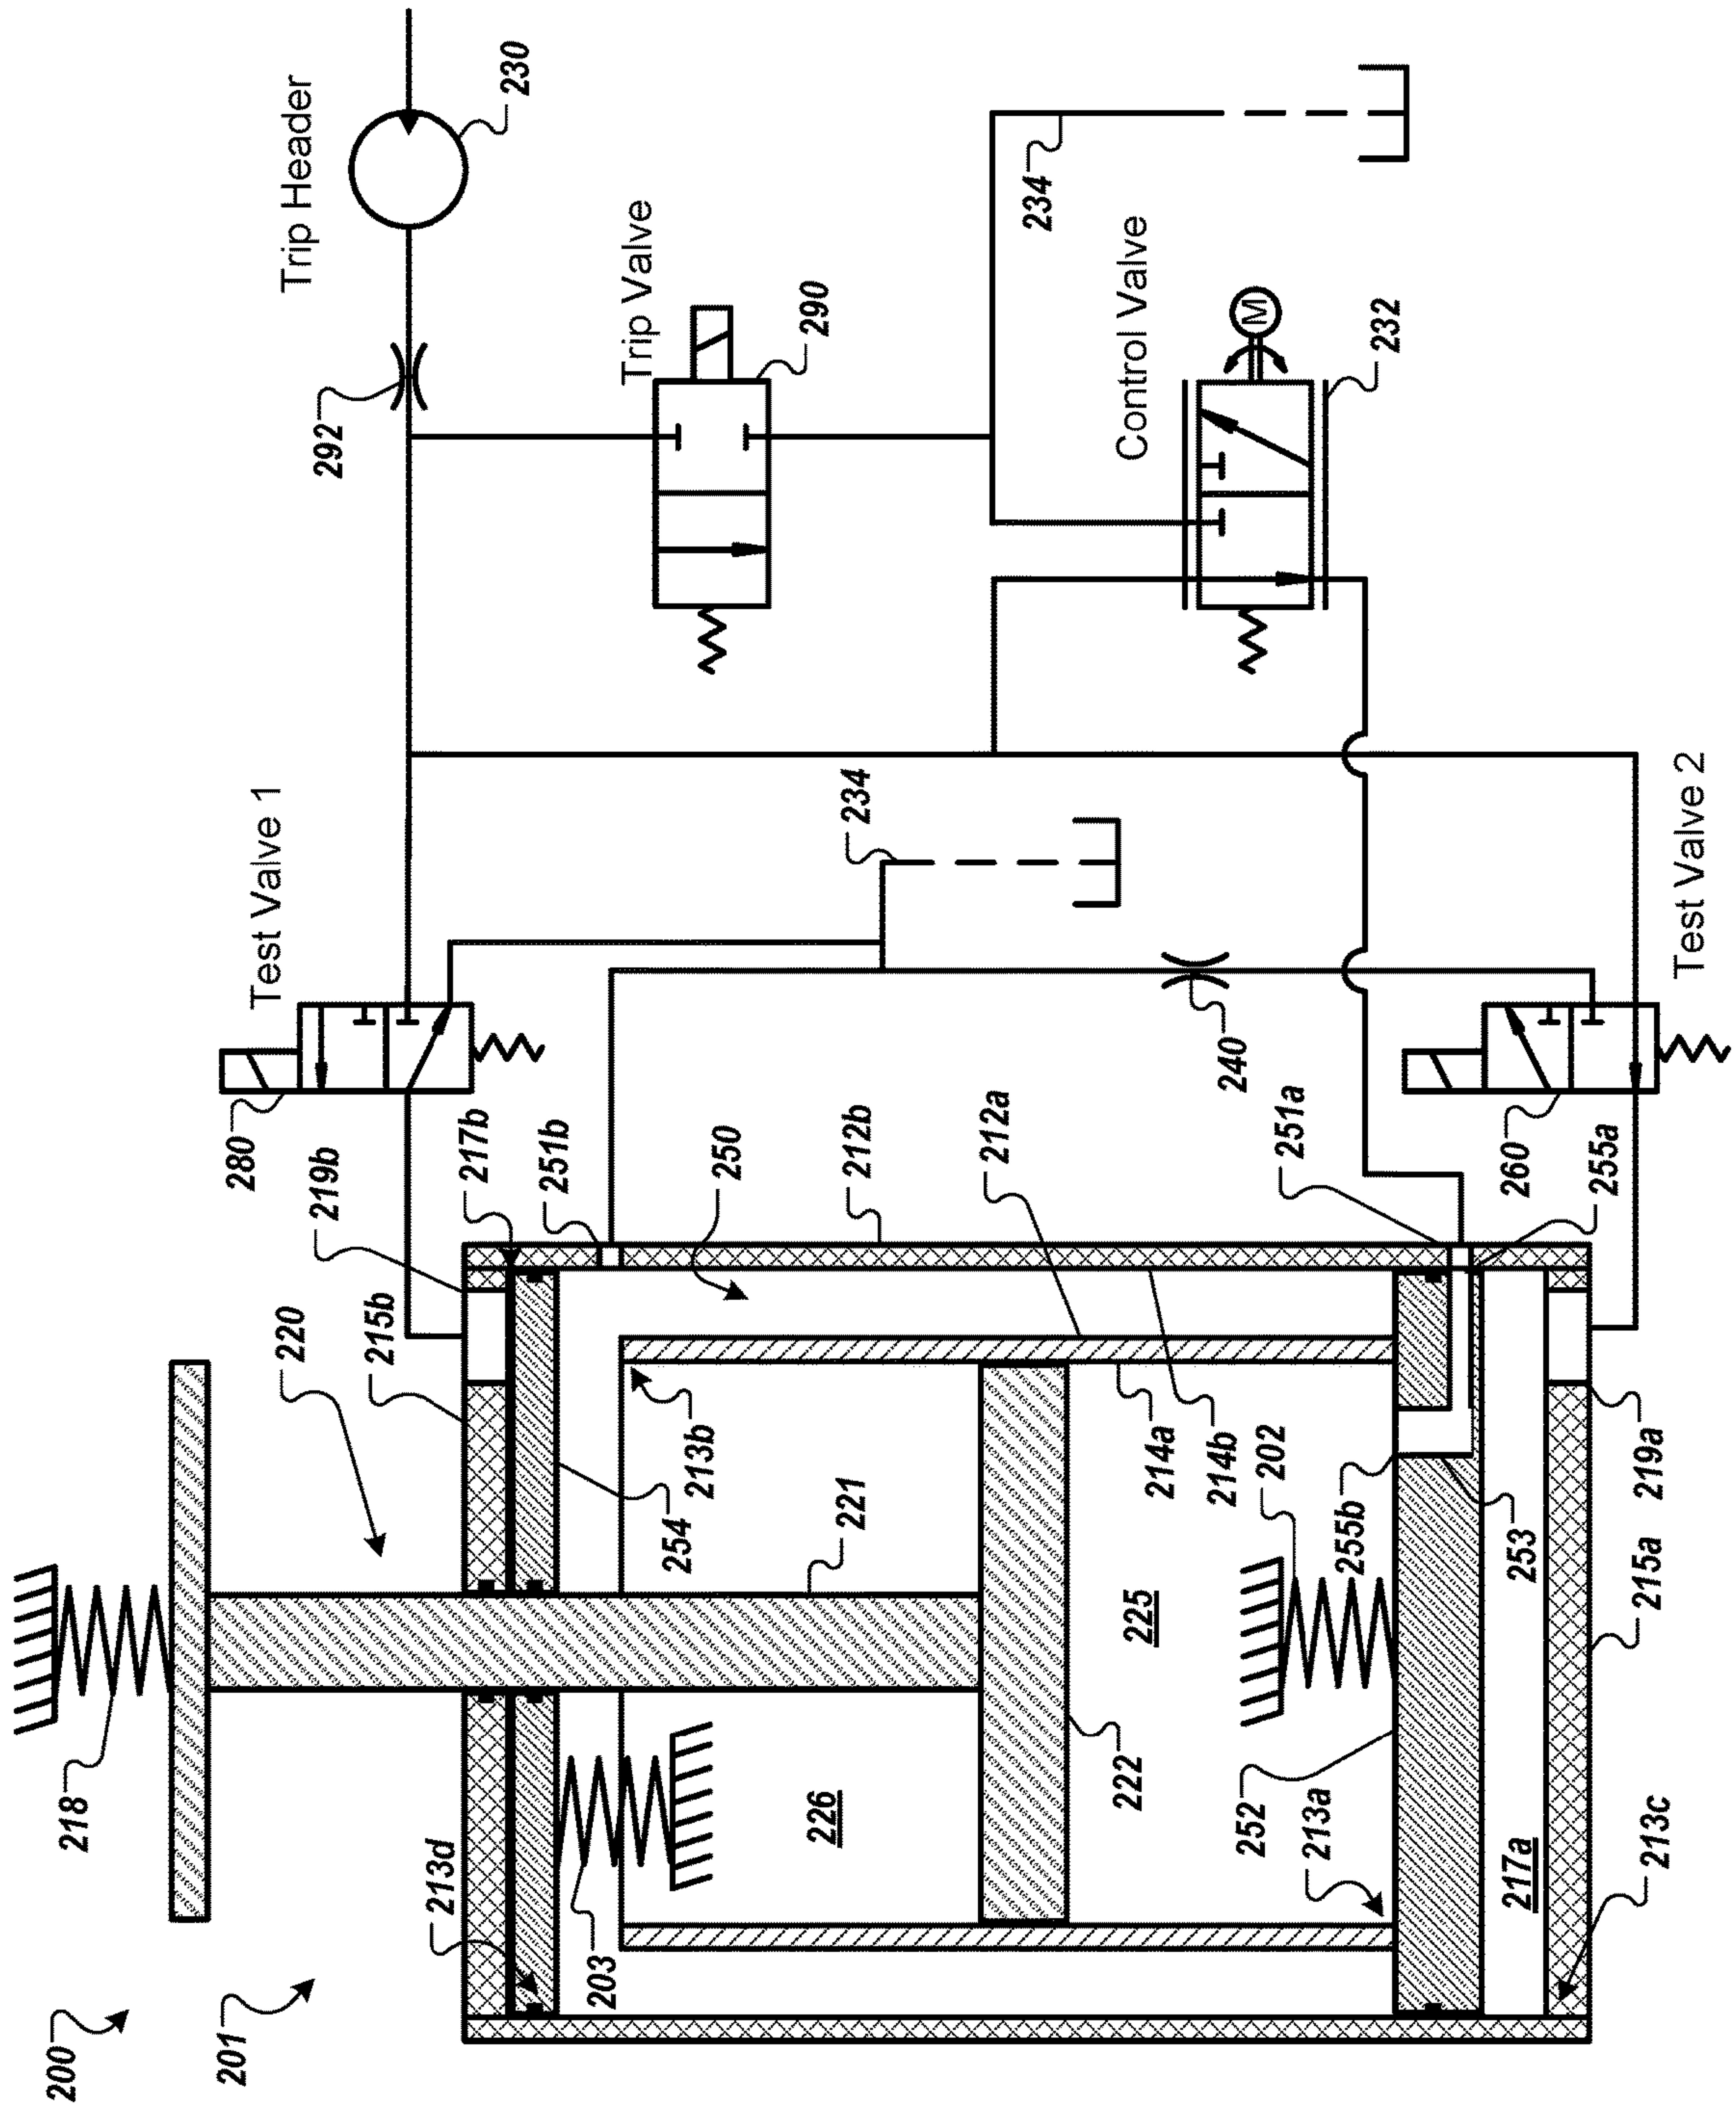 200
201
218
220
Trip Header
230
292
Trip Valve
290
234
Control Valve
M
232
Test Valve 1
280
234
240
Test Valve 2
260
219b
217b
215b
251b
250
212b
212a
251a
255a
213d
203
254
213b
221
226
222
225
214a
214b
202
255b
252
213a
253
217a
213c
215a
219a